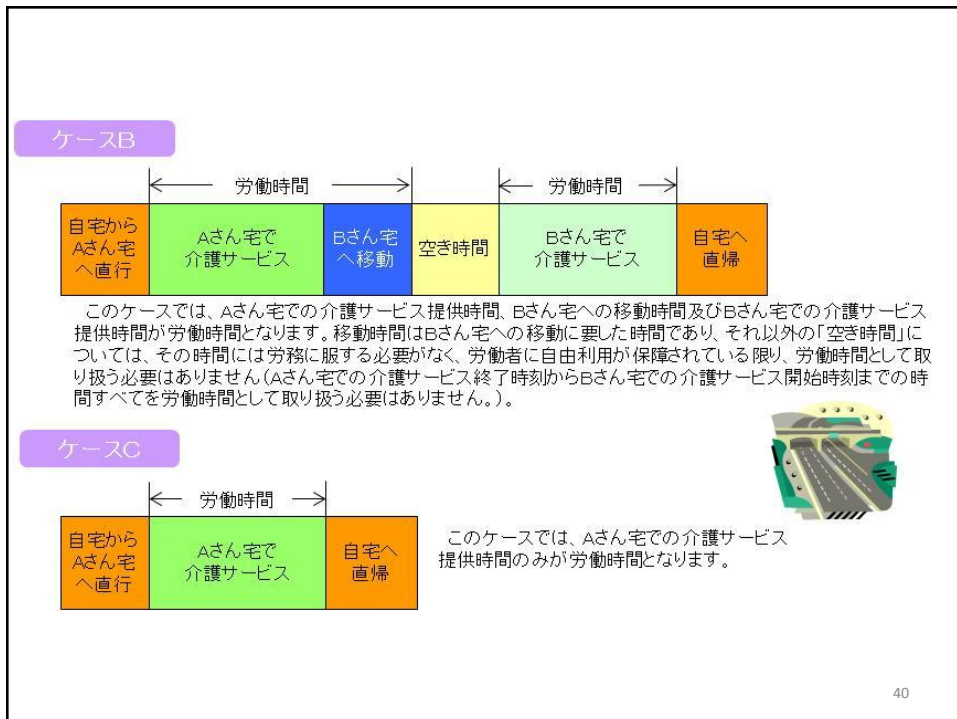 ケースB
労働時間
労働時間
自宅から
Aさん宅
へ直行
Aさん宅で
介護サービス
Bさん宅
へ移動
空き時間
Bさん宅で
介護サービス
自宅へ
直帰
このケースでは、Aさん宅での介護サービス提供時間、Bさん宅への移動時間及びBさん宅での介護サービス
提供時間が労働時間となります。移動時間はBさん宅への移動に要した時間であり、それ以外の「空き時間」に
ついては、その時間には労務に服する必要がなく、労働者に自由利用が保障されている限り、労働時間として取
り扱う必要はありません(Aさん宅での介護サービス終了時刻からBさん宅での介護サービス開始時刻までの時
間すべてを労働時間として取り扱う必要はありません。)。
ケースC
労働時間
自宅から
Aさん宅
へ直行
Aさん宅で
介護サービス
自宅へ
直帰
このケースでは、Aさん宅での介護サービス
提供時間のみが労働時間となります。
40